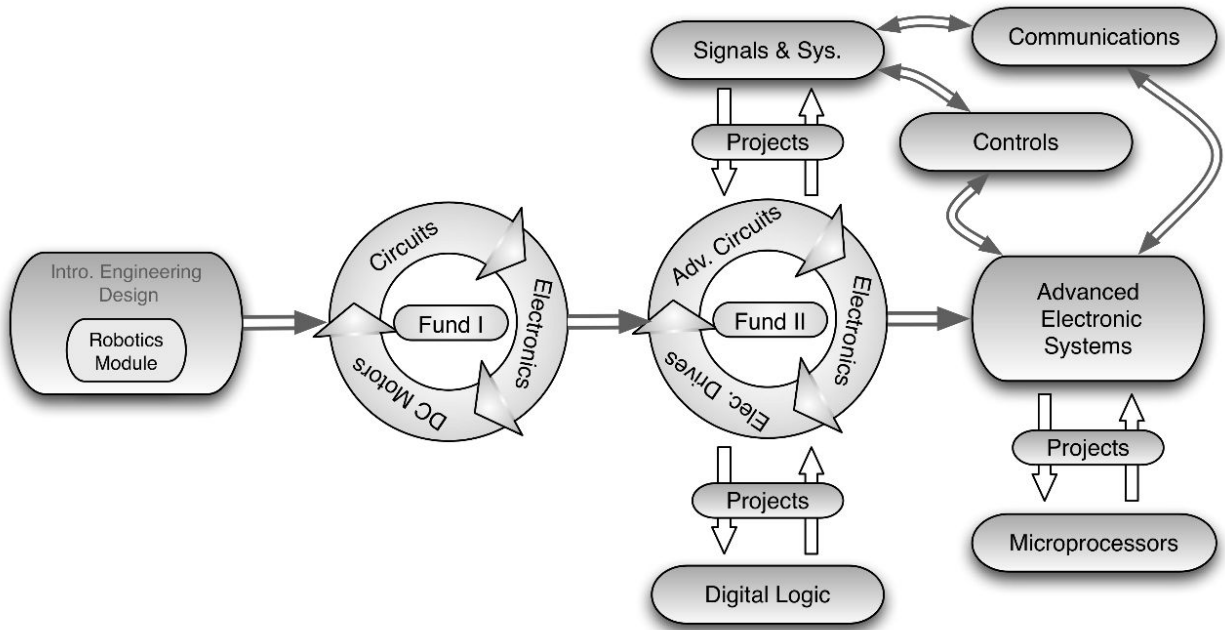 Signals & Sys.
Communications
Projects
Controls
Intro. Engineering
Design
Robotics
Module
Circuits
Electronics
DC Motors
Fund I
Adv. Circuits
Electronics
Elec. Drives
Fund II
Advanced
Electronic
Systems
Projects
Projects
Microprocessors
Digital Logic